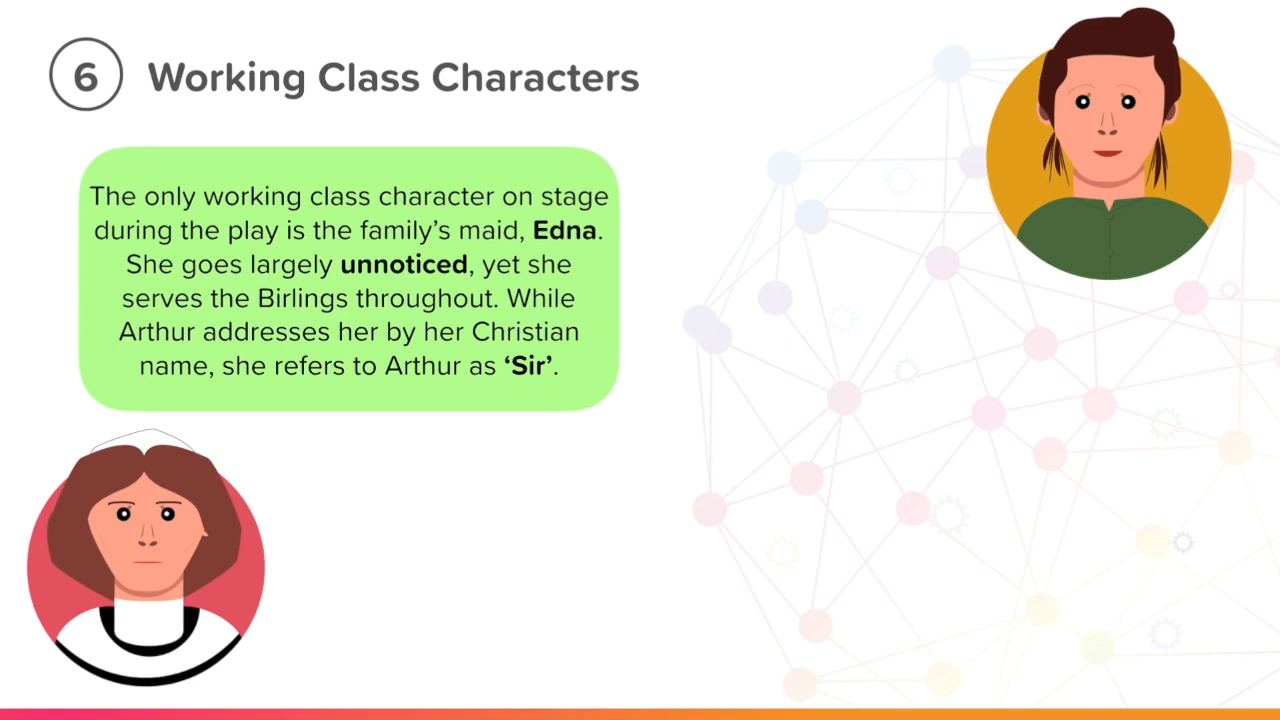 6
Working Class Characters
The only working class character on stage
during the play is the family’s maid, Edna.
She goes largely unnoticed, yet she
serves the Birlings throughout. While
Arthur addresses her by her Christian
name, she refers to Arthur as ‘Sir’.